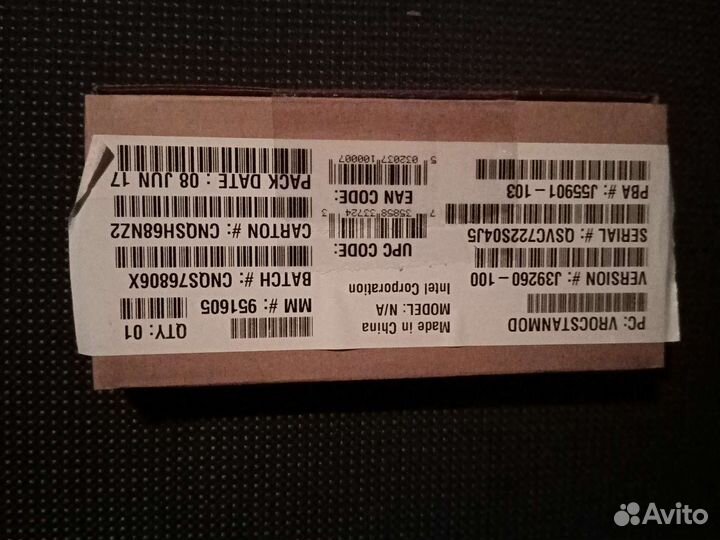 PC: VROCSTANMOD
VERSION #: J39260-100
SERIAL #: QSVC722S04J5
PBA #: J55901-103
Made in China
MODEL: N/A
Intel Corporation
UPC CODE:
7 35858 33724 3
EAN CODE:
5 032037 100007
QTY: 01
MM #: 951605
BATCH #: CNQS76806X
CARTON #: CNQSH68NZ2
PACK DATE: 08 JUN 17
Avito